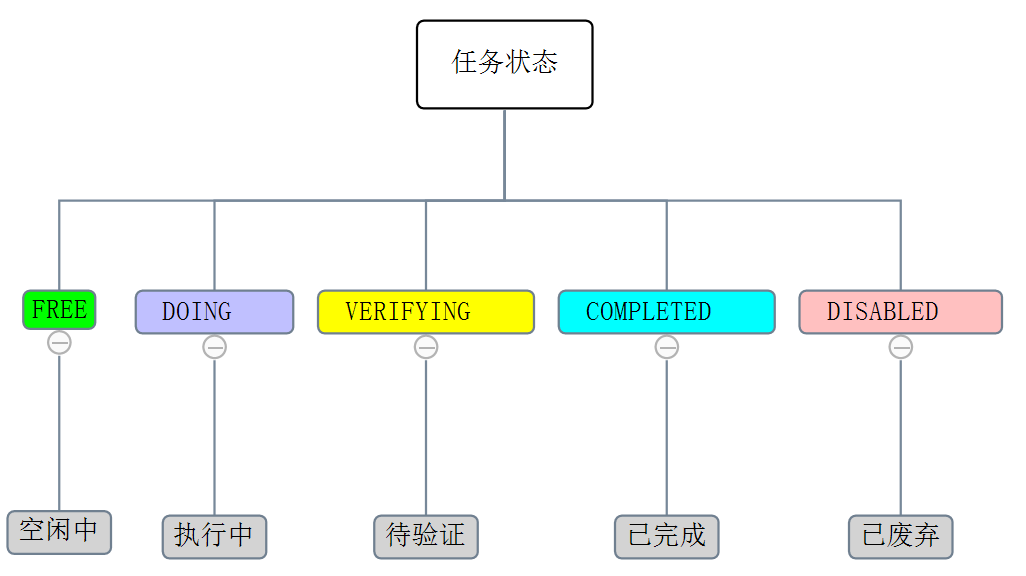 任务状态
FREE
DOING
VERIFYING
COMPLETED
DISABLED
空闲中
执行中
待验证
已完成
已废弃